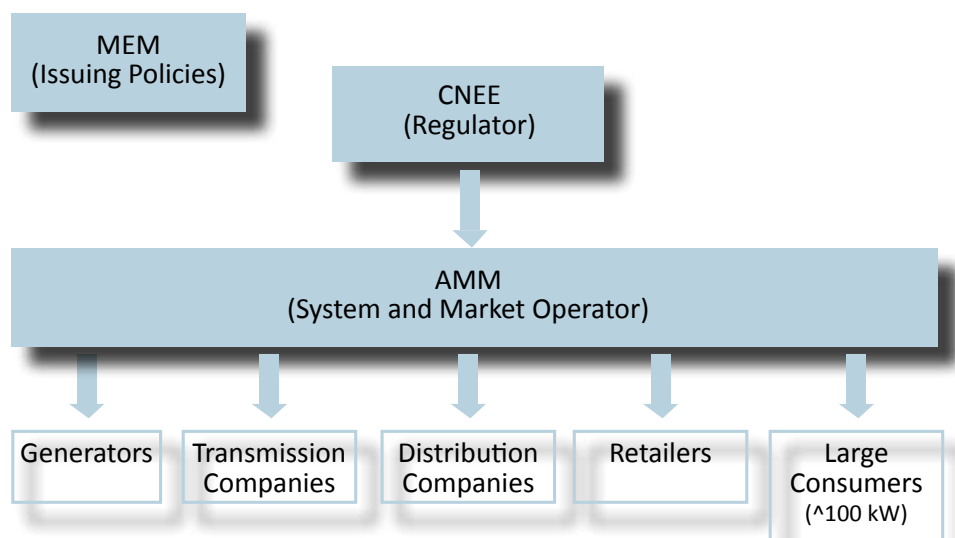 MEM
(Issuing Policies)
CNEE
(Regulator)
AMM
(System and Market Operator)
Generators
Transmission
Companies
Distribution
Companies
Retailers
Large
Consumers
(^100 kW)